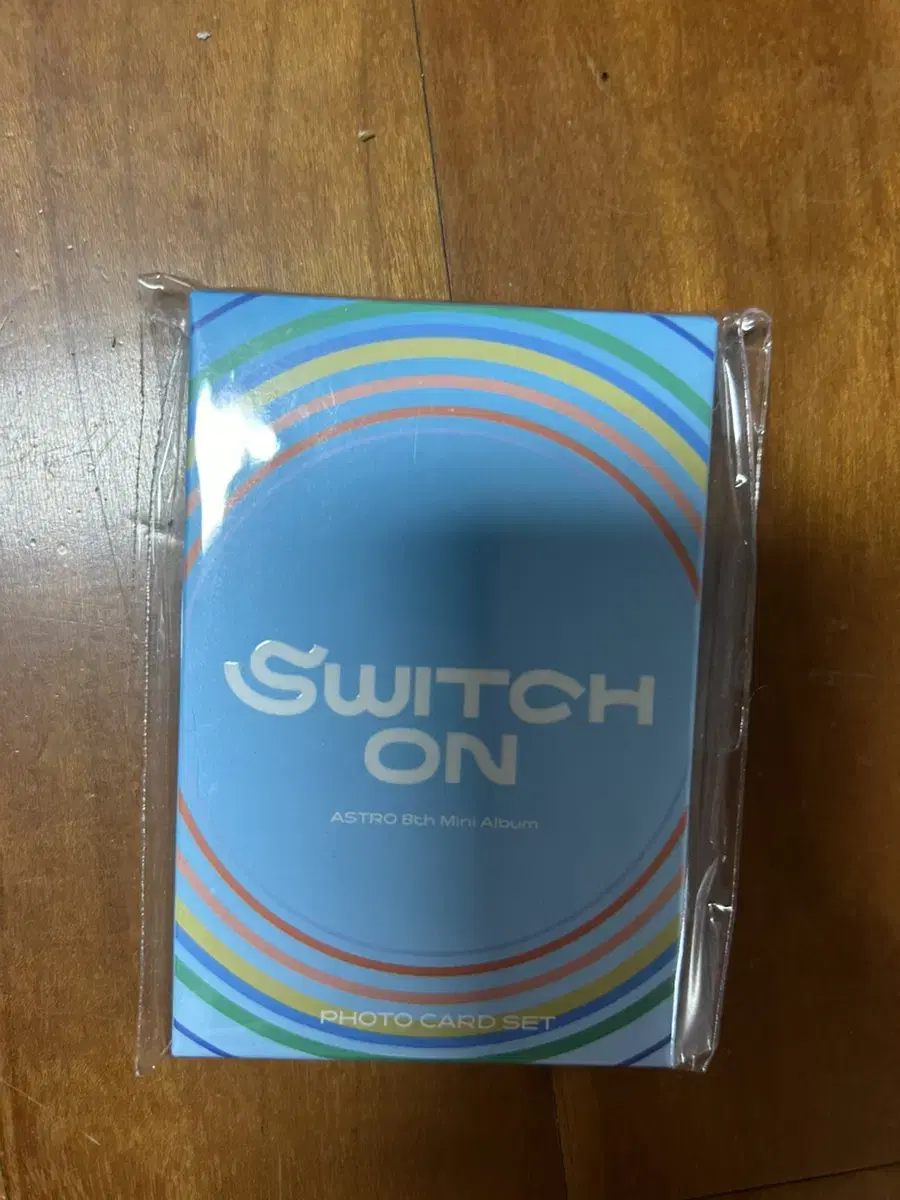 SWITCH
ON
ASTRO 8th Mini Album
PHOTO CARD SET